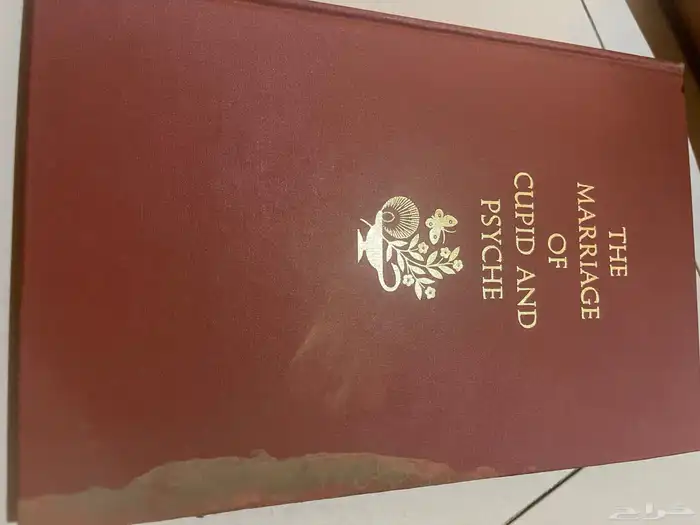 THE
MARRIAGE
OF
CUPID AND
PSYCHE
حراج